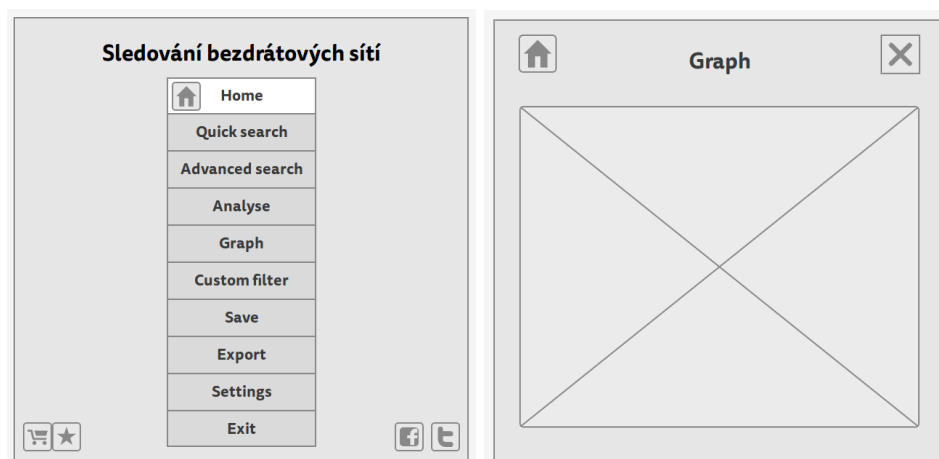 Sledování bezdrátových sítí
Home
Quick search
Advanced search
Analyse
Graph
Custom filter
Save
Export
Settings
Exit
Graph